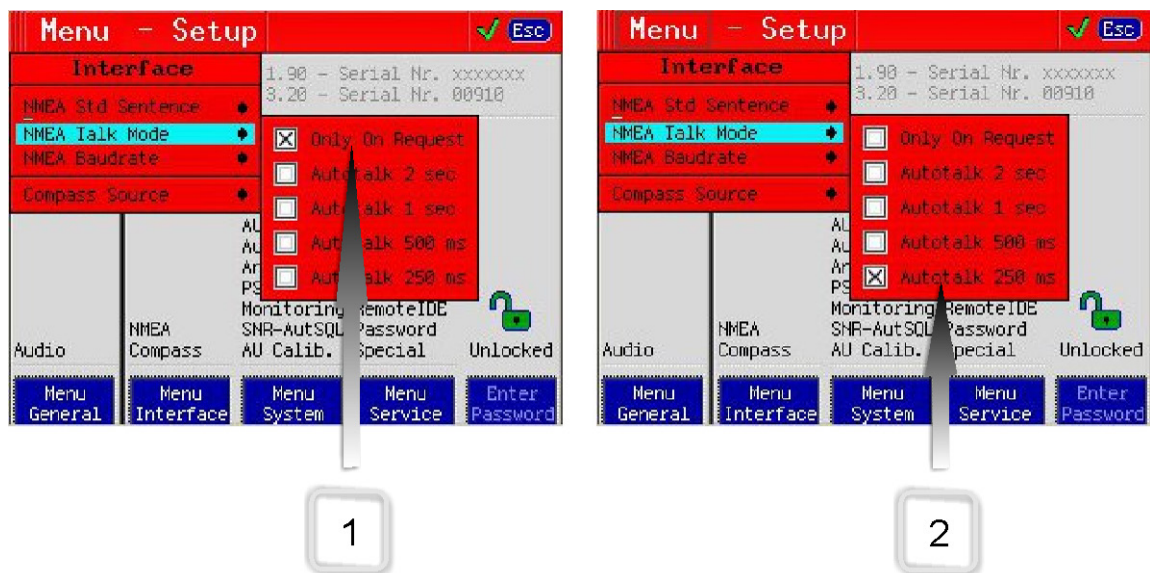 Menu - Setup
Esc
Interface
1.90 - Serial Nr. xxxxxxx
3.20 - Serial Nr. 00910
NMEA Std Sentence
NMEA Talk Mode
NMEA Baudrate
Compass Source
Only On Request
Autotalk 2 sec
Autotalk 1 sec
Autotalk 500 ms
Autotalk 250 ms
Monitoring RemoteIDE
NMEA SNR-AutSQL Password
Audio Compass AU Calib. Special Unlocked
Menu General
Menu Interface
Menu System
Menu Service
Enter Password
1
Menu - Setup
Esc
Interface
1.90 - Serial Nr. xxxxxxx
3.20 - Serial Nr. 00910
NMEA Std Sentence
NMEA Talk Mode
NMEA Baudrate
Compass Source
Only On Request
Autotalk 2 sec
Autotalk 1 sec
Autotalk 500 ms
Autotalk 250 ms
Monitoring RemoteIDE
NMEA SNR-AutSQL Password
Audio Compass AU Calib. Special Unlocked
Menu General
Menu Interface
Menu System
Menu Service
Enter Password
2